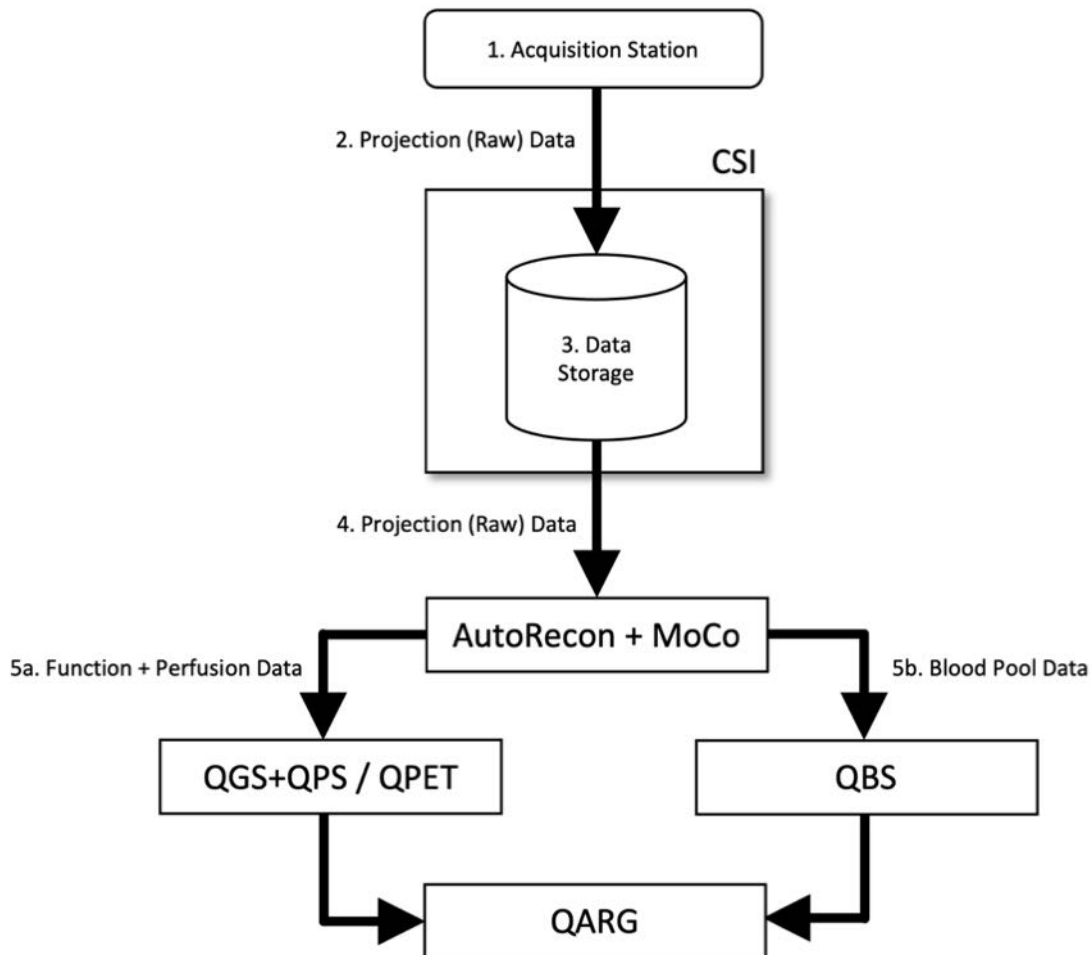 1. Acquisition Station
2. Projection (Raw) Data
CSI
3. Data
Storage
4. Projection (Raw) Data
AutoRecon + MoCo
5a. Function + Perfusion Data
5b. Blood Pool Data
QGS+QPS / QPET
QBS
QARG